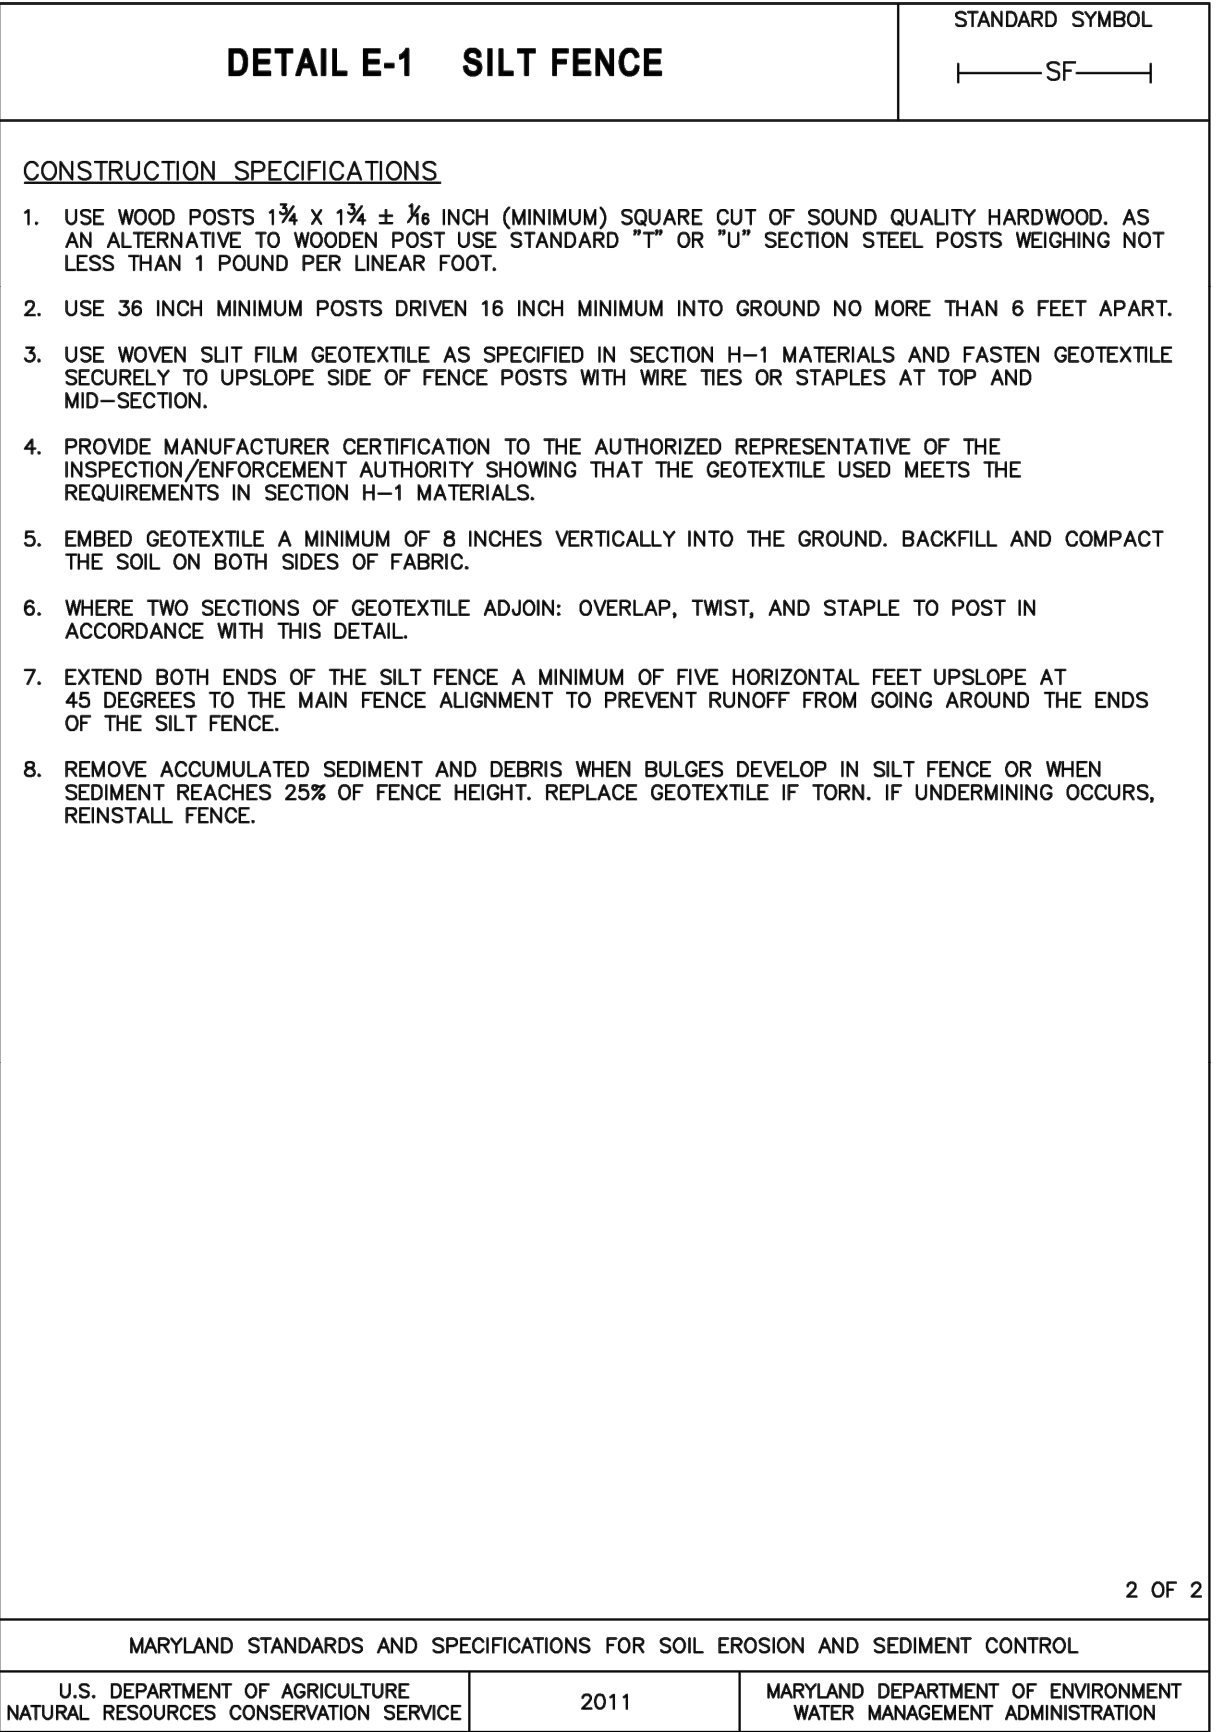 DETAIL E-1 SILT FENCE
STANDARD SYMBOL
SF
CONSTRUCTION SPECIFICATIONS
1. USE WOOD POSTS 1¾ X 1¾ ± 1⁄16 INCH (MINIMUM) SQUARE CUT OF SOUND QUALITY HARDWOOD. AS
AN ALTERNATIVE TO WOODEN POST USE STANDARD "T" OR "U" SECTION STEEL POSTS WEIGHING NOT
LESS THAN 1 POUND PER LINEAR FOOT.
2. USE 36 INCH MINIMUM POSTS DRIVEN 16 INCH MINIMUM INTO GROUND NO MORE THAN 6 FEET APART.
3. USE WOVEN SLIT FILM GEOTEXTILE AS SPECIFIED IN SECTION H-1 MATERIALS AND FASTEN GEOTEXTILE
SECURELY TO UPSLOPE SIDE OF FENCE POSTS WITH WIRE TIES OR STAPLES AT TOP AND
MID-SECTION.
4. PROVIDE MANUFACTURER CERTIFICATION TO THE AUTHORIZED REPRESENTATIVE OF THE
INSPECTION/ENFORCEMENT AUTHORITY SHOWING THAT THE GEOTEXTILE USED MEETS THE
REQUIREMENTS IN SECTION H-1 MATERIALS.
5. EMBED GEOTEXTILE A MINIMUM OF 8 INCHES VERTICALLY INTO THE GROUND. BACKFILL AND COMPACT
THE SOIL ON BOTH SIDES OF FABRIC.
6. WHERE TWO SECTIONS OF GEOTEXTILE ADJOIN: OVERLAP, TWIST, AND STAPLE TO POST IN
ACCORDANCE WITH THIS DETAIL.
7. EXTEND BOTH ENDS OF THE SILT FENCE A MINIMUM OF FIVE HORIZONTAL FEET UPSLOPE AT
45 DEGREES TO THE MAIN FENCE ALIGNMENT TO PREVENT RUNOFF FROM GOING AROUND THE ENDS
OF THE SILT FENCE.
8. REMOVE ACCUMULATED SEDIMENT AND DEBRIS WHEN BULGES DEVELOP IN SILT FENCE OR WHEN
SEDIMENT REACHES 25% OF FENCE HEIGHT. REPLACE GEOTEXTILE IF TORN. IF UNDERMINING OCCURS,
REINSTALL FENCE.
2 OF 2
MARYLAND STANDARDS AND SPECIFICATIONS FOR SOIL EROSION AND SEDIMENT CONTROL
U.S. DEPARTMENT OF AGRICULTURE
NATURAL RESOURCES CONSERVATION SERVICE
2011
MARYLAND DEPARTMENT OF ENVIRONMENT
WATER MANAGEMENT ADMINISTRATION